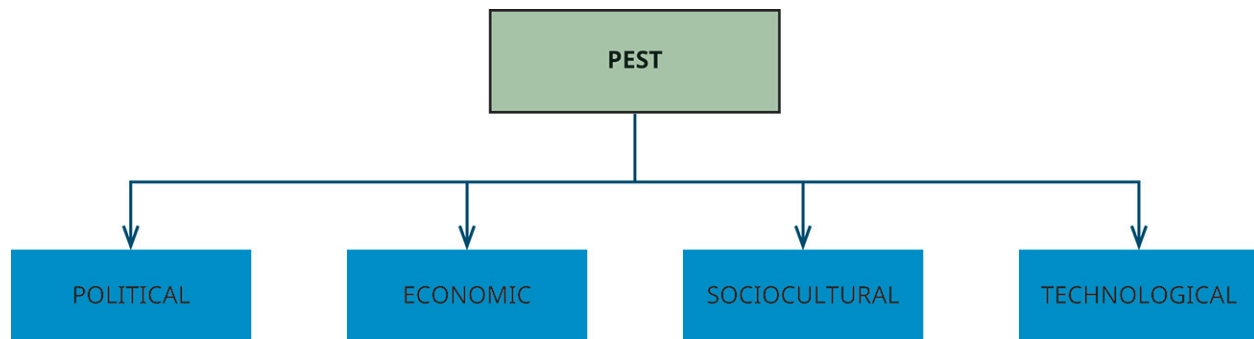 PEST
POLITICAL
ECONOMIC
SOCIOCULTURAL
TECHNOLOGICAL